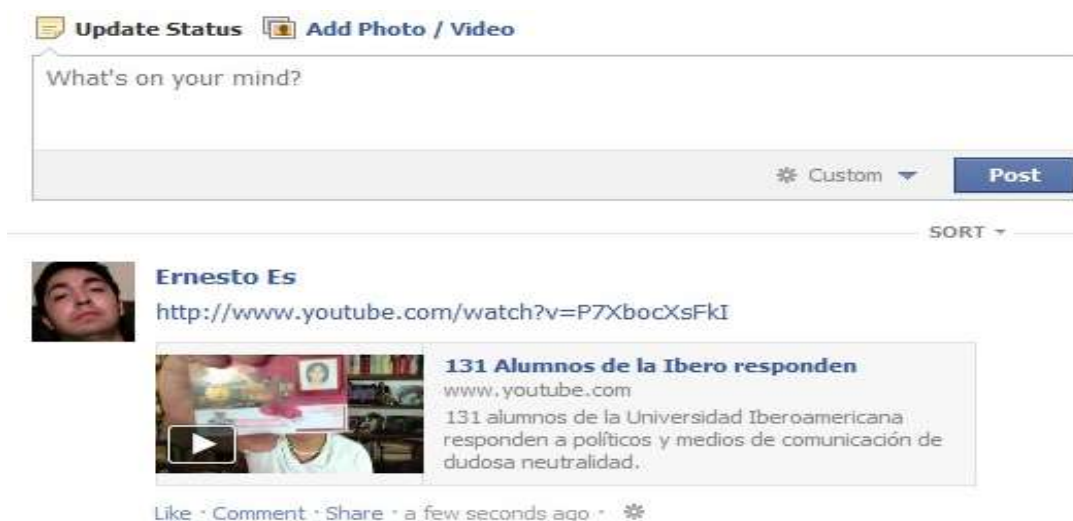 Update Status Add Photo / Video
What's on your mind?
Custom Post
SORT
Ernesto Es
http://www.youtube.com/watch?v=P7XbocXsFkI
131 Alumnos de la Ibero responden
www.youtube.com
131 alumnos de la Universidad Iberoamericana
responden a políticos y medios de comunicación de
dudosa neutralidad.
Like · Comment · Share · a few seconds ago ·